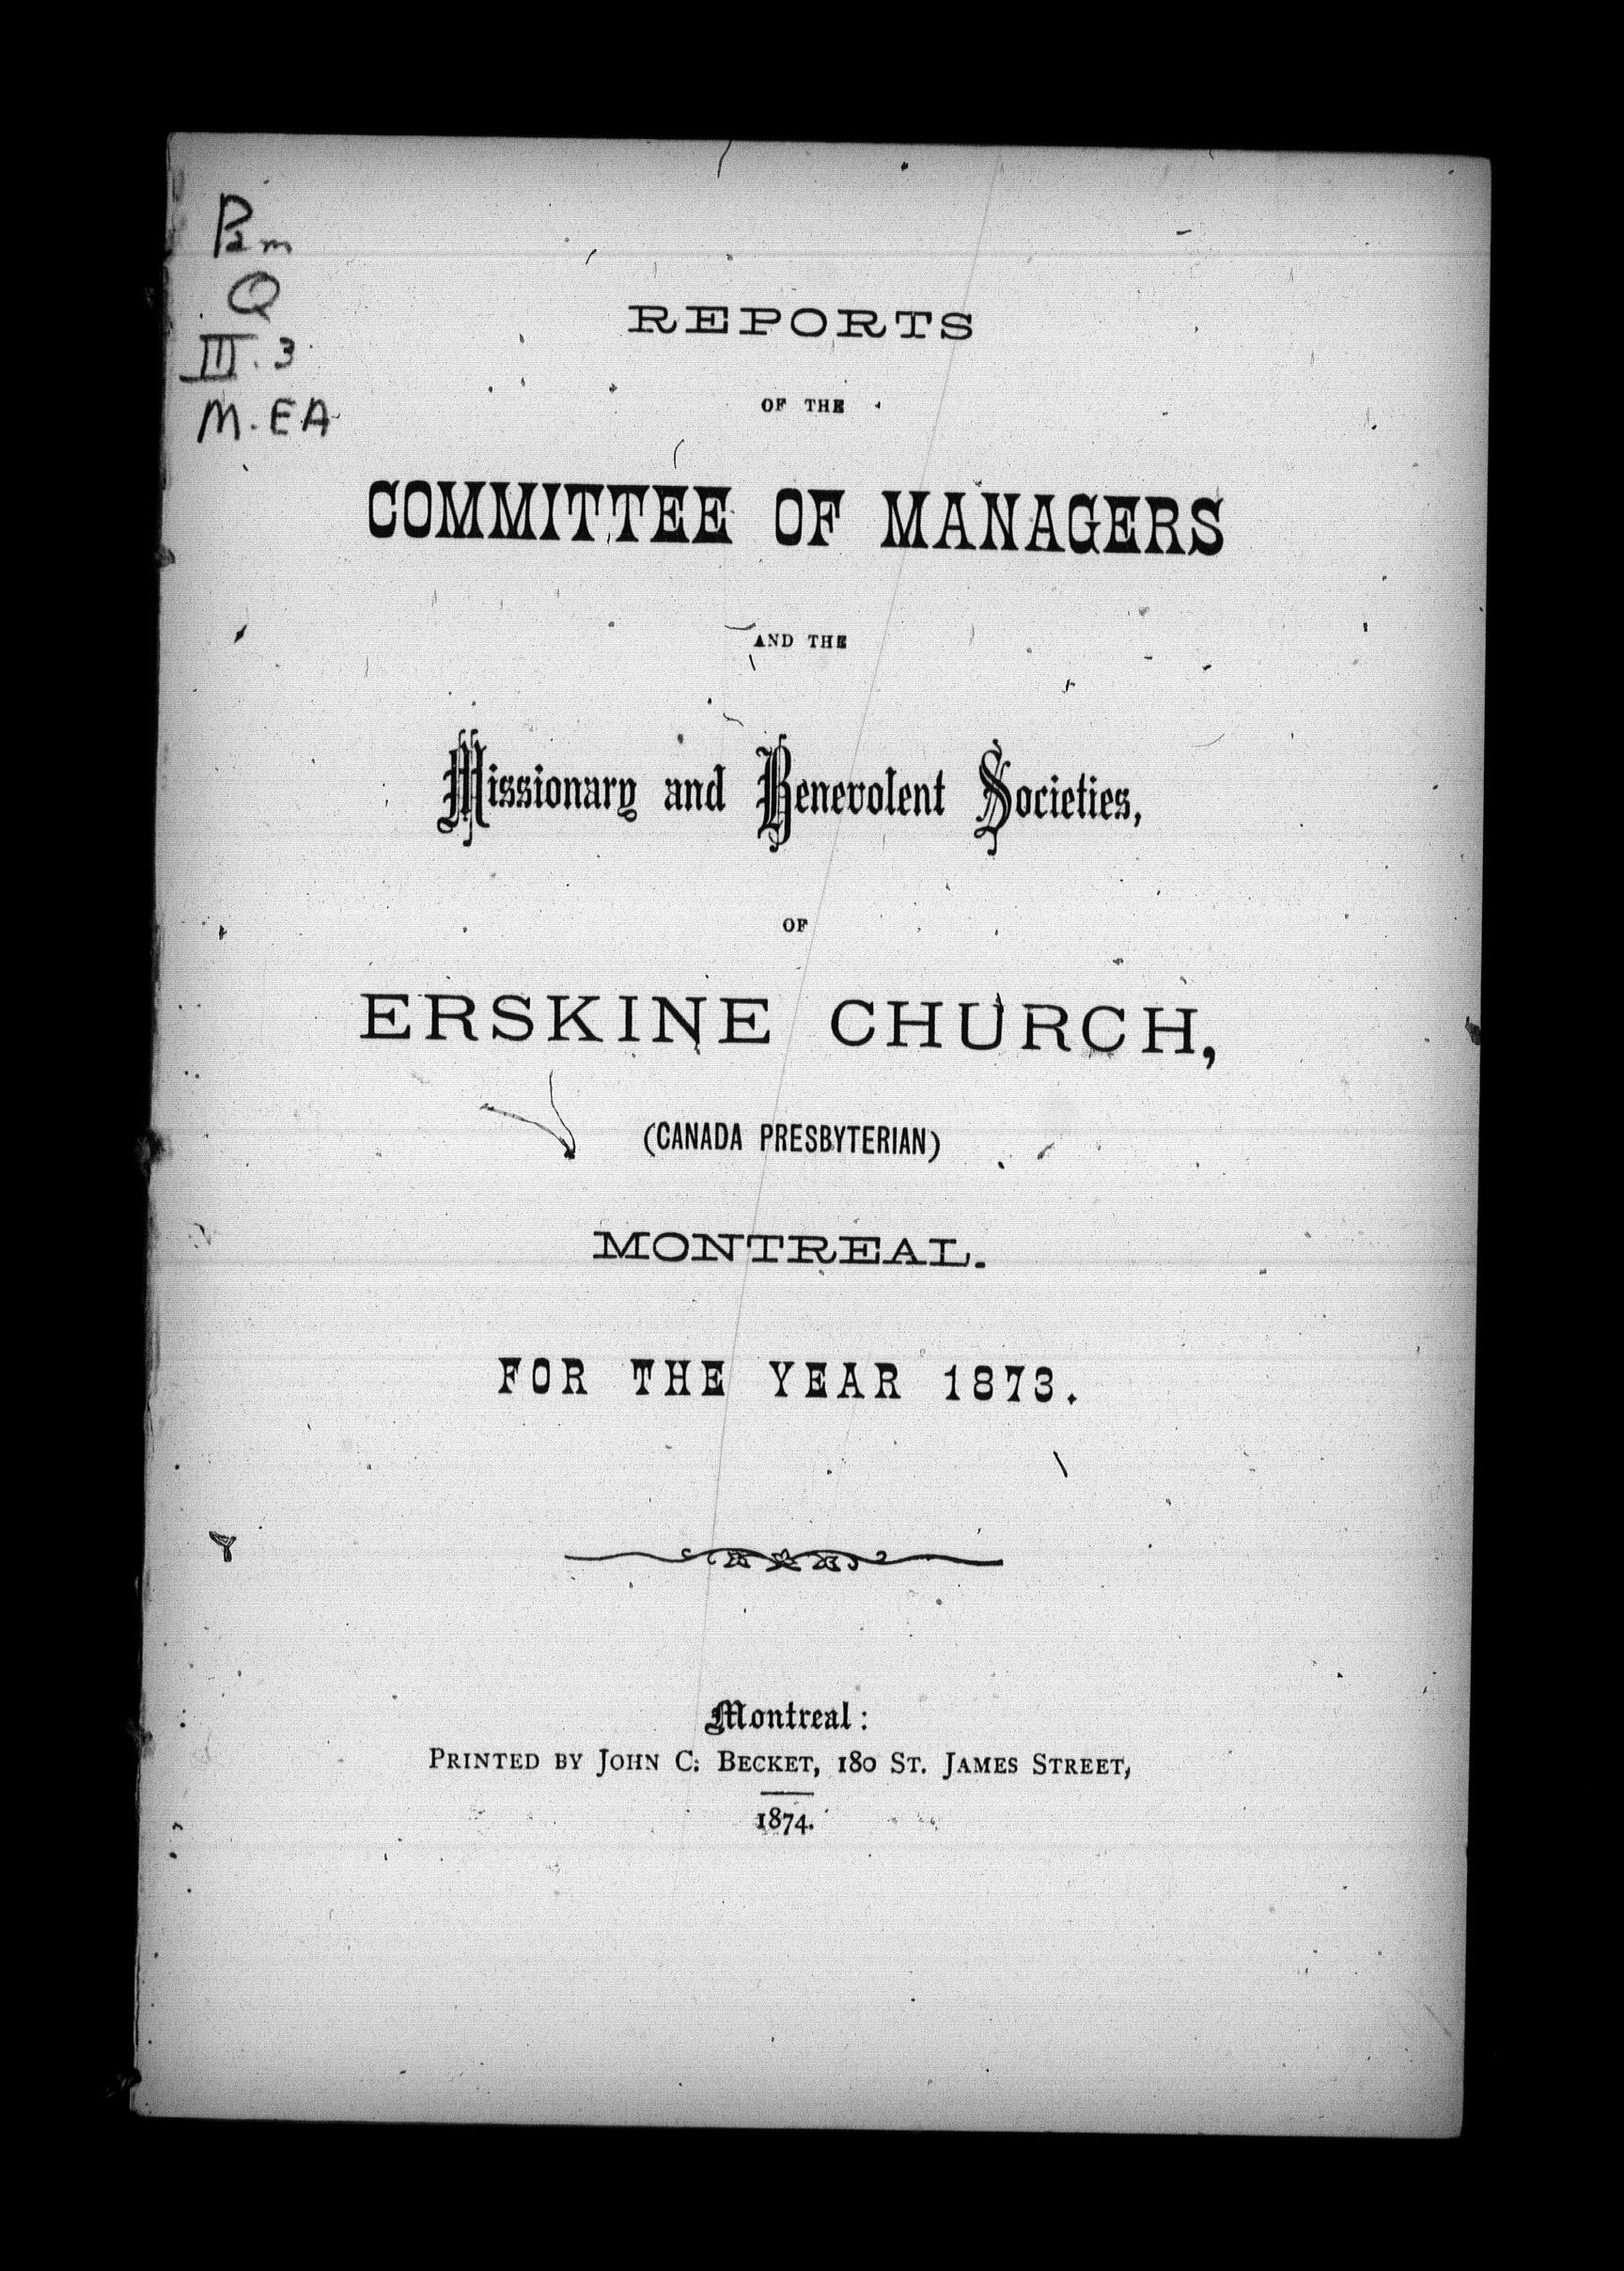 Pam
Q
III. 3
M. EA
REPORTS
OF THE
COMMITTEE OF MANAGERS
AND THE
Missionary and Benevolent Societies,
OF
ERSKINE CHURCH,
(CANADA PRESBYTERIAN)
MONTREAL.
FOR THE YEAR 1873.
Montreal:
PRINTED BY JOHN C. BECKET, 180 ST. JAMES STREET,
1874.